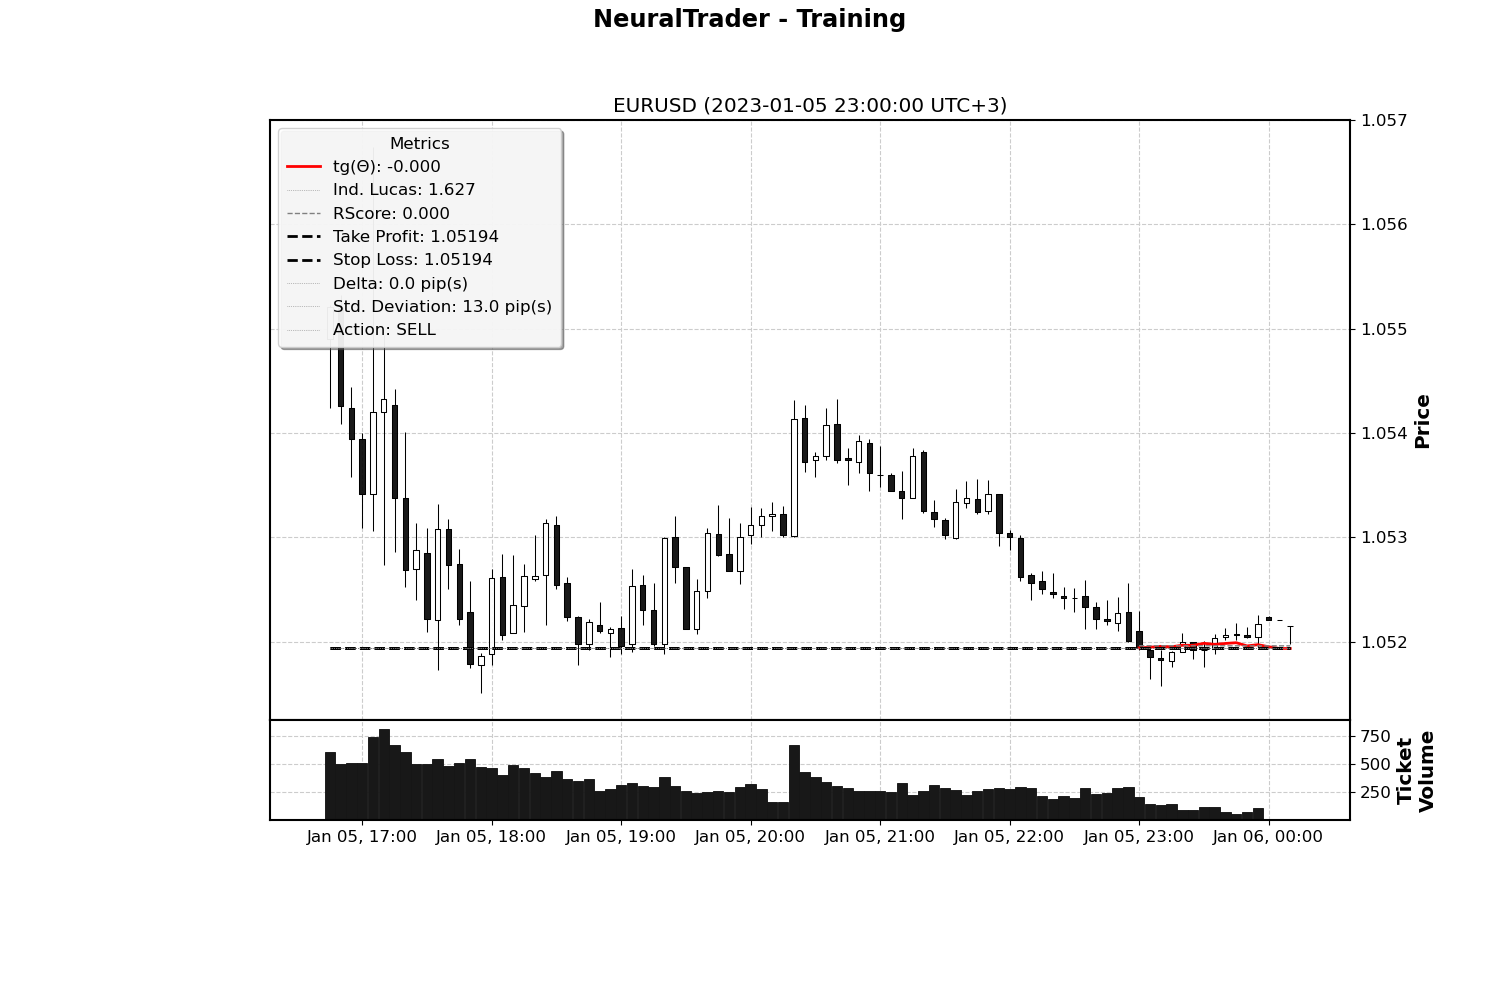 NeuralTrader - Training
EURUSD (2023-01-05 23:00:00 UTC+3)
Metrics
tg(Θ): -0.000
Ind. Lucas: 1.627
RScore: 0.000
Take Profit: 1.05194
Stop Loss: 1.05194
Delta: 0.0 pip(s)
Std. Deviation: 13.0 pip(s)
Action: SELL
1.057
1.056
1.055
1.054
1.053
1.052
Price
750
500
250
Ticket
Volume
Jan 05, 17:00
Jan 05, 18:00
Jan 05, 19:00
Jan 05, 20:00
Jan 05, 21:00
Jan 05, 22:00
Jan 05, 23:00
Jan 06, 00:00